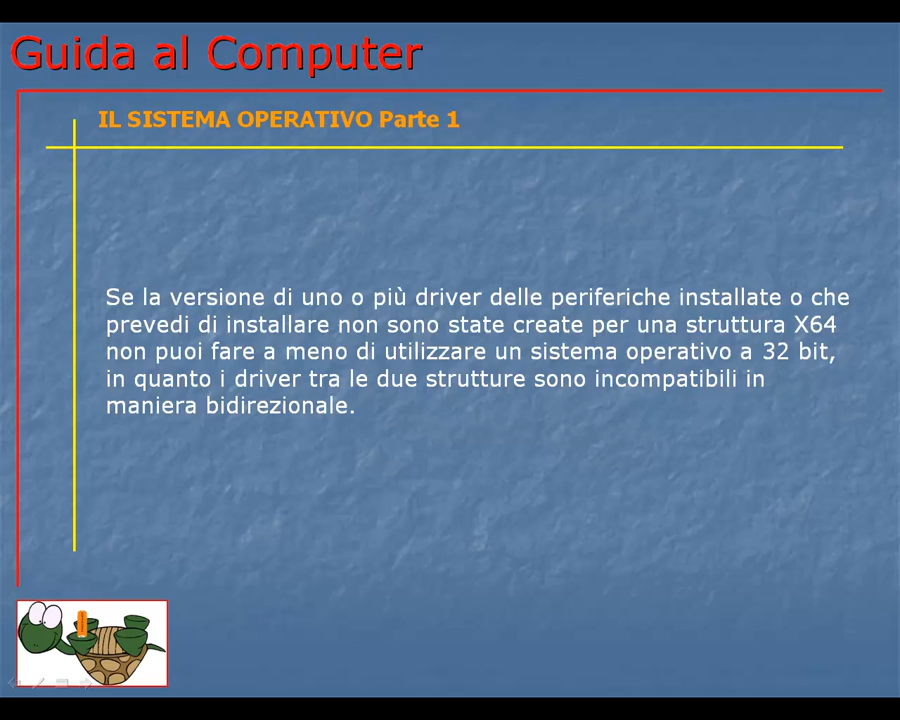 Guida al Computer
IL SISTEMA OPERATIVO Parte 1
Se la versione di uno o più driver delle periferiche installate o che
prevedi di installare non sono state create per una struttura X64
non puoi fare a meno di utilizzare un sistema operativo a 32 bit,
in quanto i driver tra le due strutture sono incompatibili in
maniera bidirezionale.